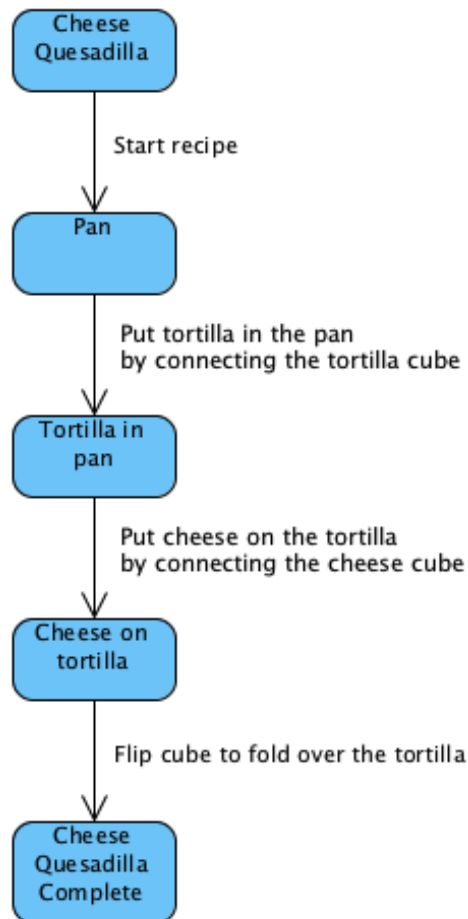 Cheese
Quesadilla
Start recipe
Pan
Put tortilla in the pan
by connecting the tortilla cube
Tortilla in
pan
Put cheese on the tortilla
by connecting the cheese cube
Cheese on
tortilla
Flip cube to fold over the tortilla
Cheese
Quesadilla
Complete